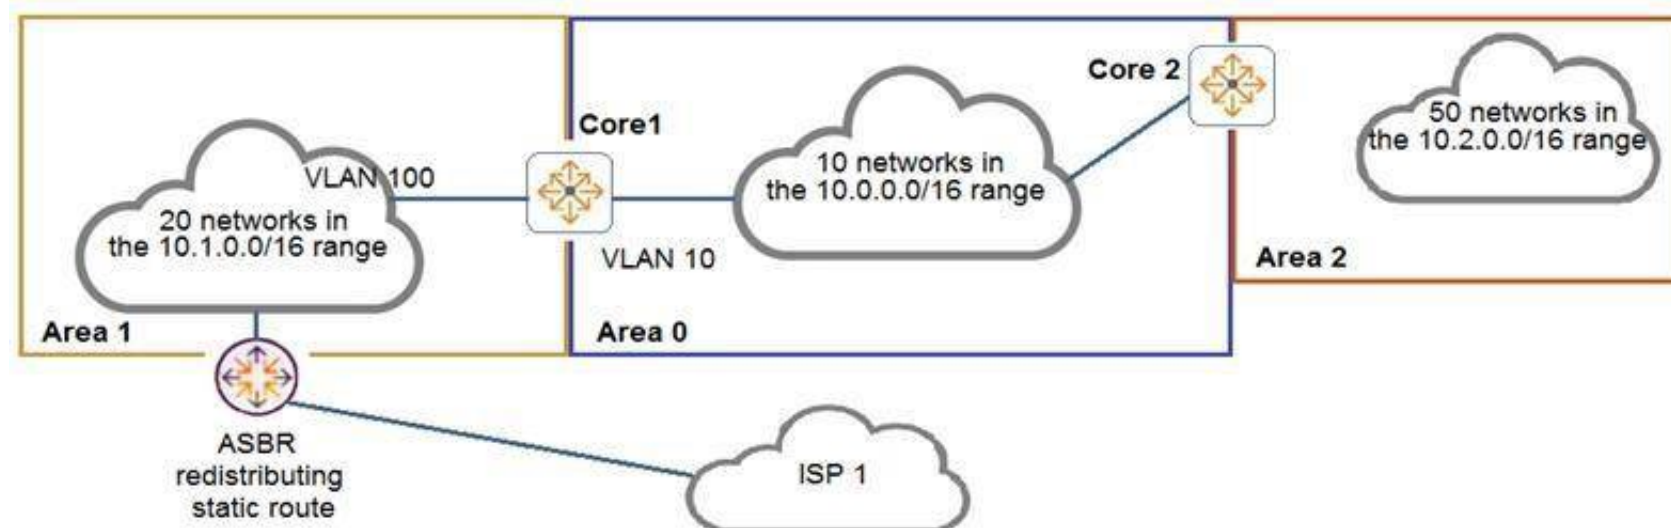 Core 2
50 networks in
the 10.2.0.0/16 range
Core1
VLAN 100
10 networks in
the 10.0.0.0/16 range
20 networks in
the 10.1.0.0/16 range
VLAN 10
Area 2
Area 1
Area 0
ASBR
redistributing
static route
ISP 1